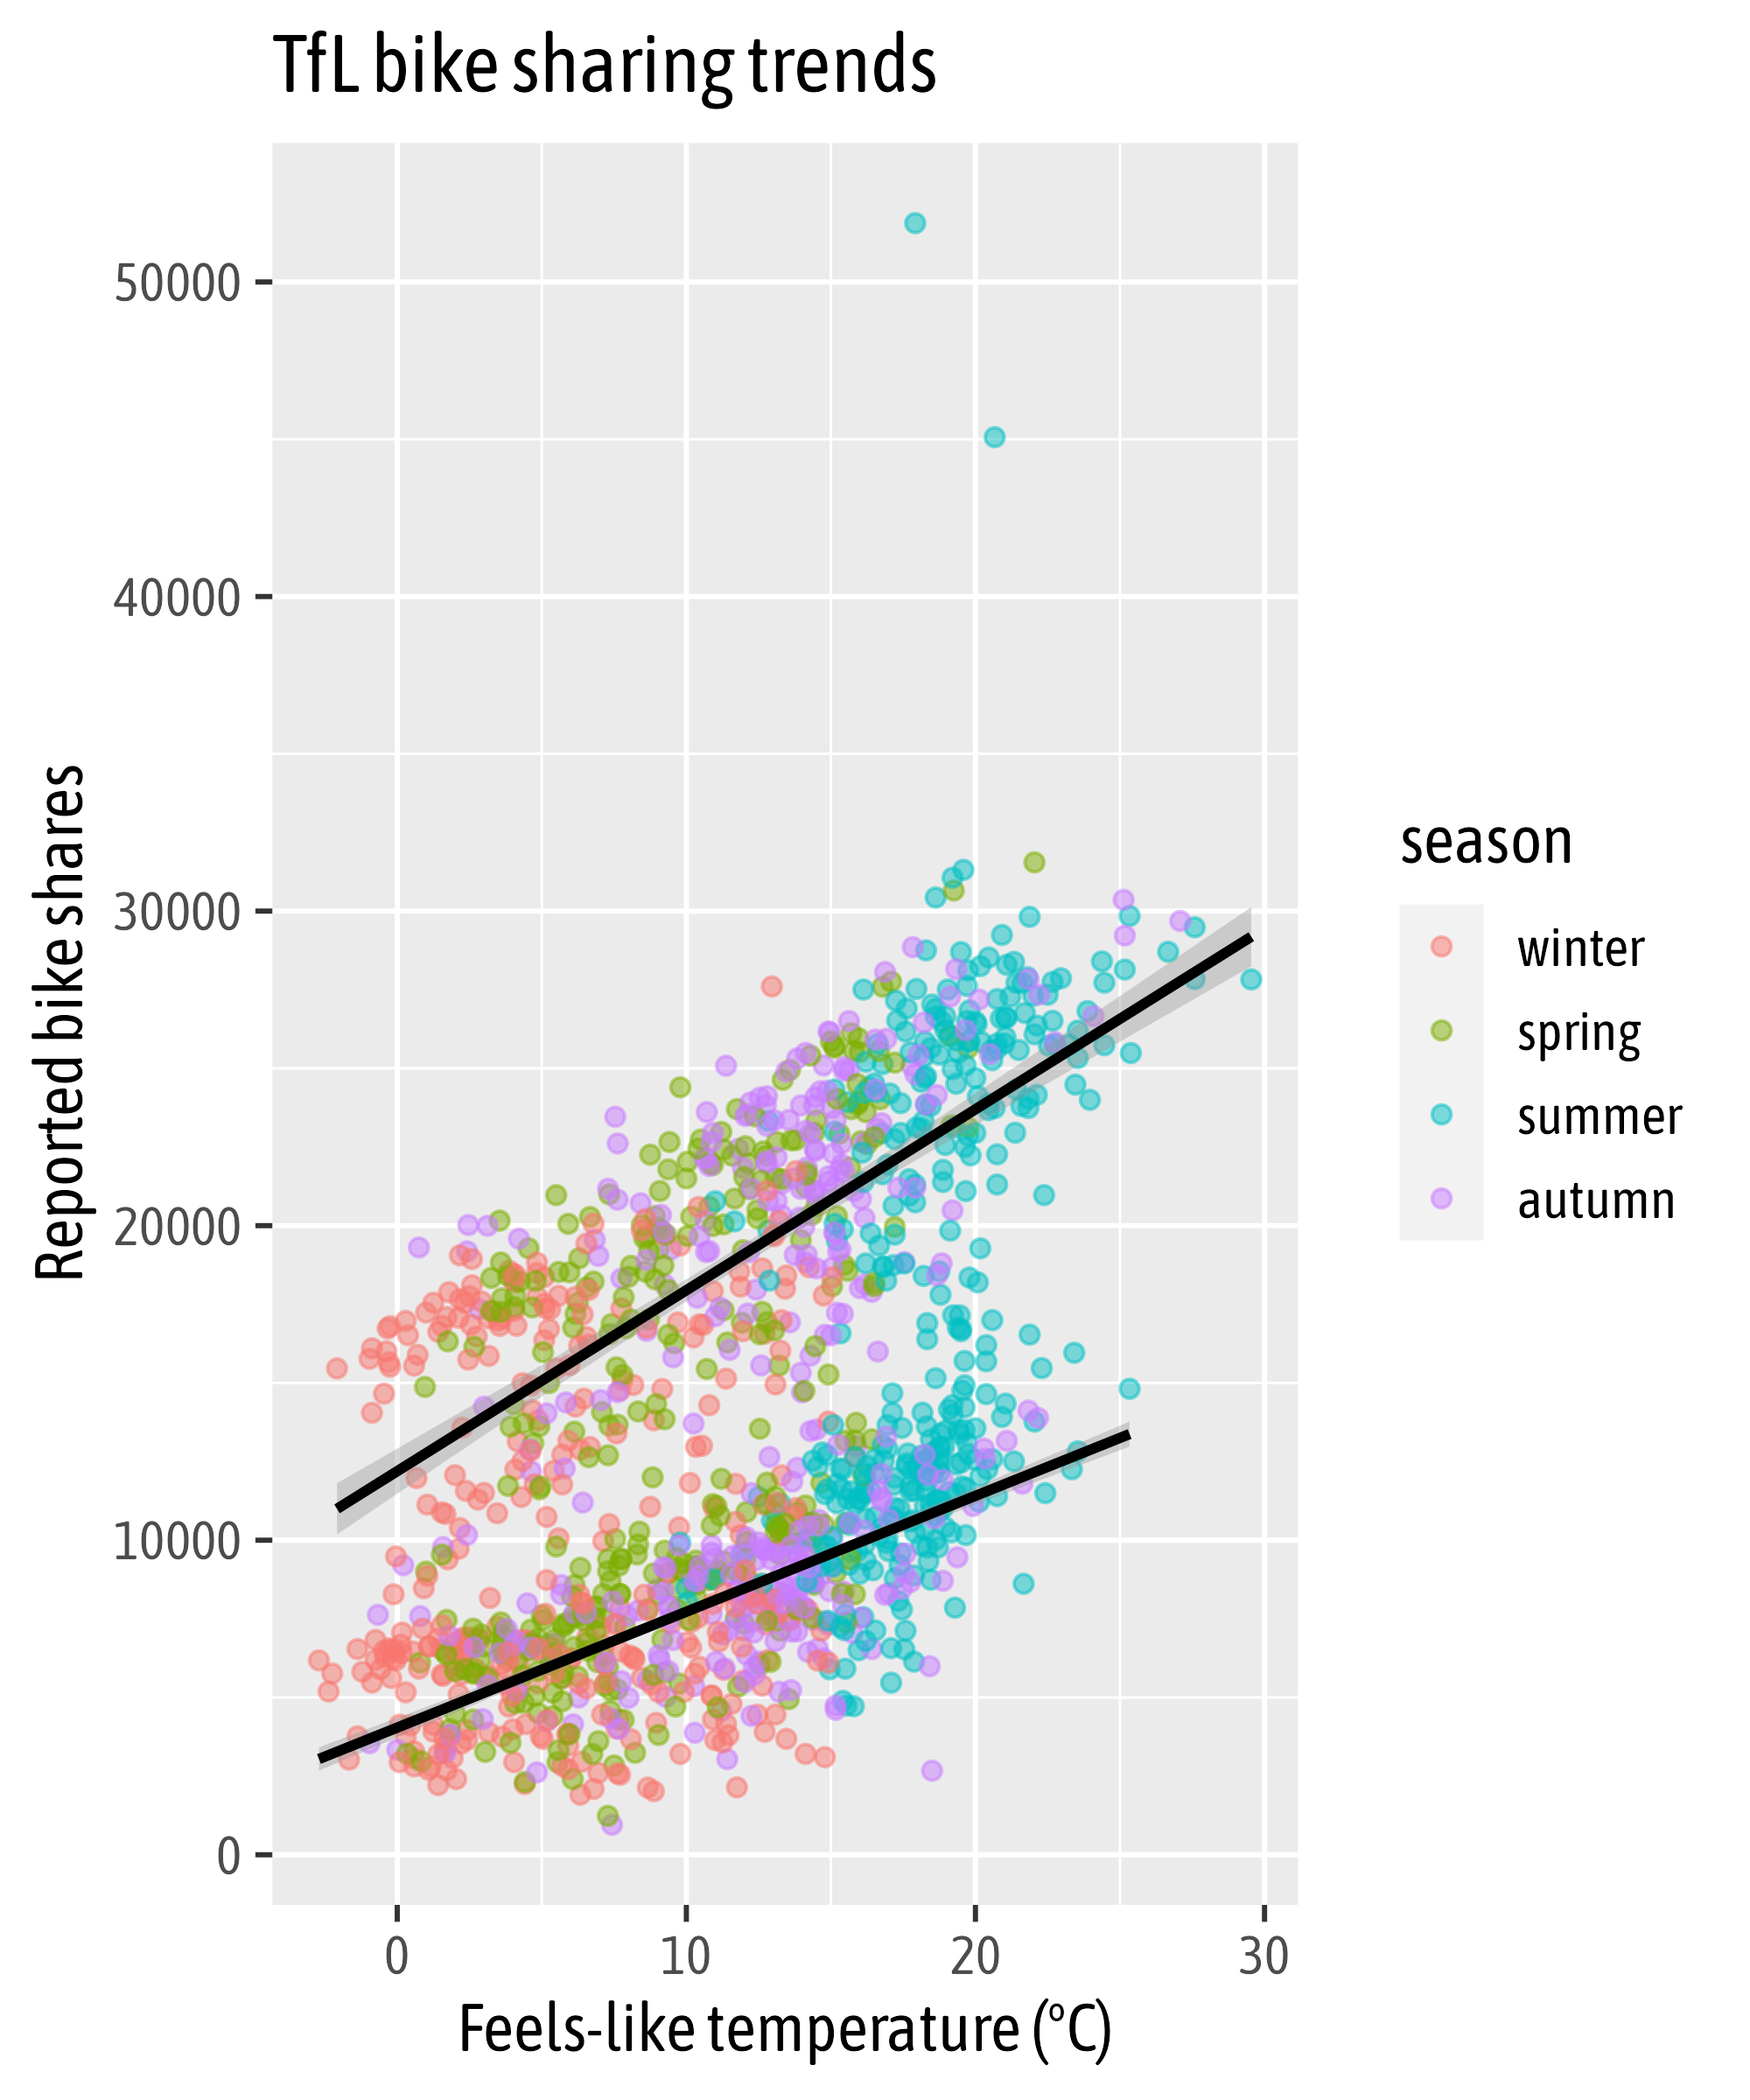 TfL bike sharing trends
Reported bike shares
50000
40000
30000
20000
10000
0
0 10 20 30
Feels-like temperature (ºC)
season
winter
spring
summer
autumn